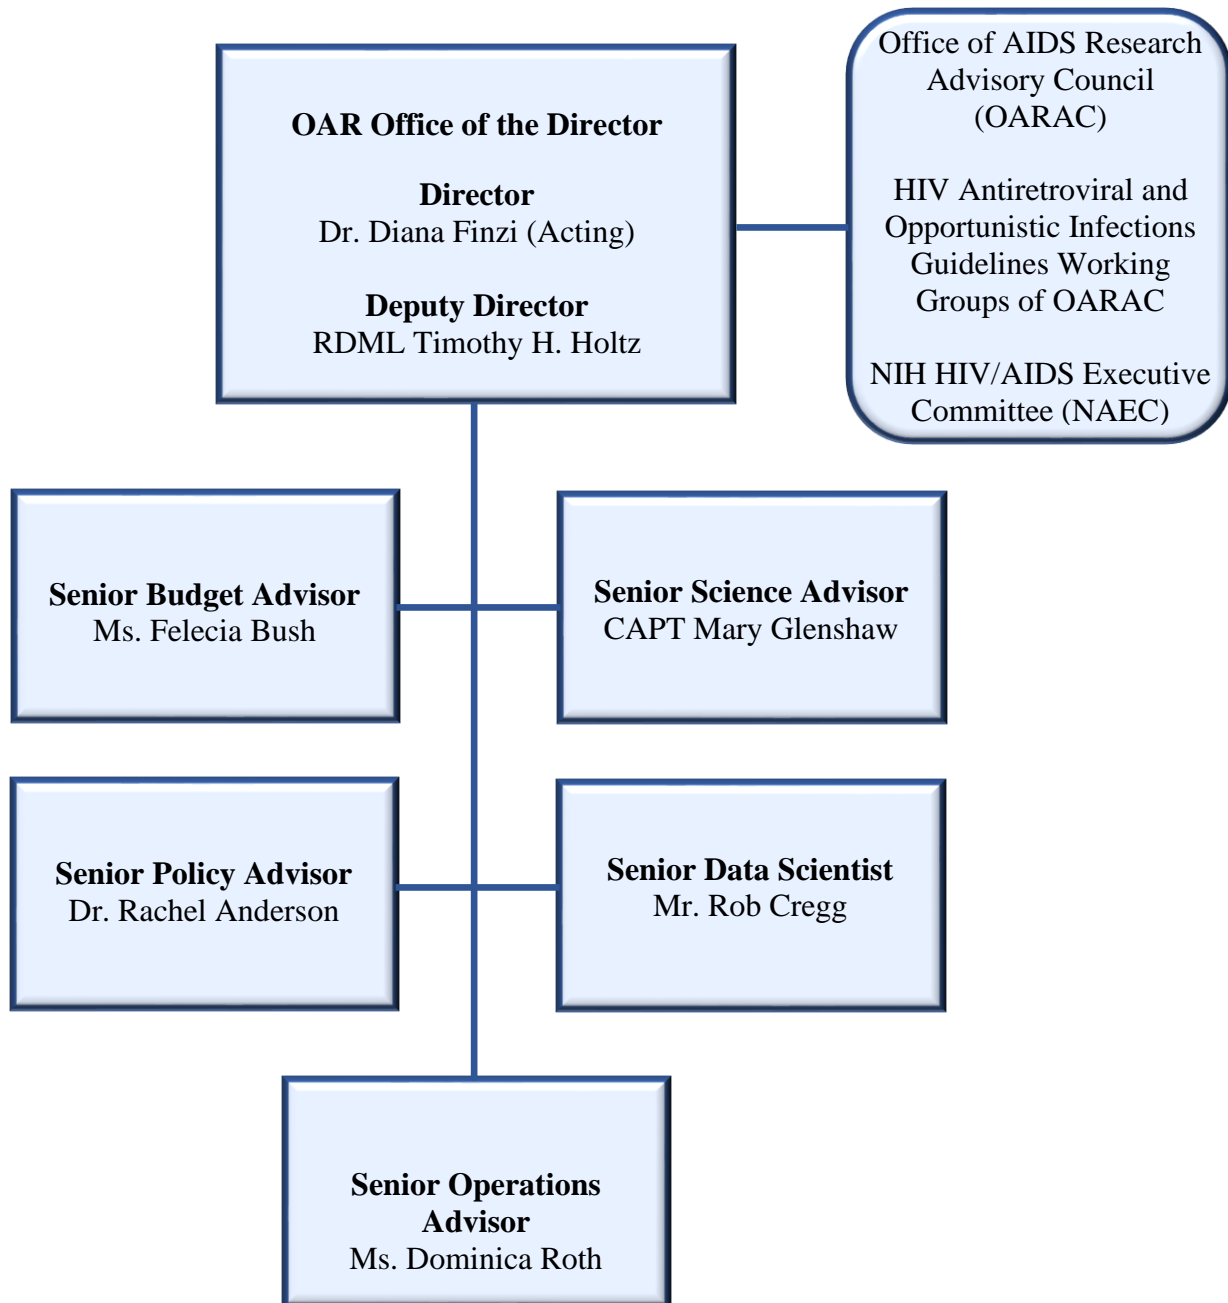 OAR Office of the Director
Director
Dr. Diana Finzi (Acting)
Deputy Director
RDML Timothy H. Holtz
Office of AIDS Research
Advisory Council
(OARAC)
HIV Antiretroviral and
Opportunistic Infections
Guidelines Working
Groups of OARAC
NIH HIV/AIDS Executive
Committee (NAEC)
Senior Budget Advisor
Ms. Felecia Bush
Senior Science Advisor
CAPT Mary Glenshaw
Senior Policy Advisor
Dr. Rachel Anderson
Senior Data Scientist
Mr. Rob Cregg
Senior Operations
Advisor
Ms. Dominica Roth